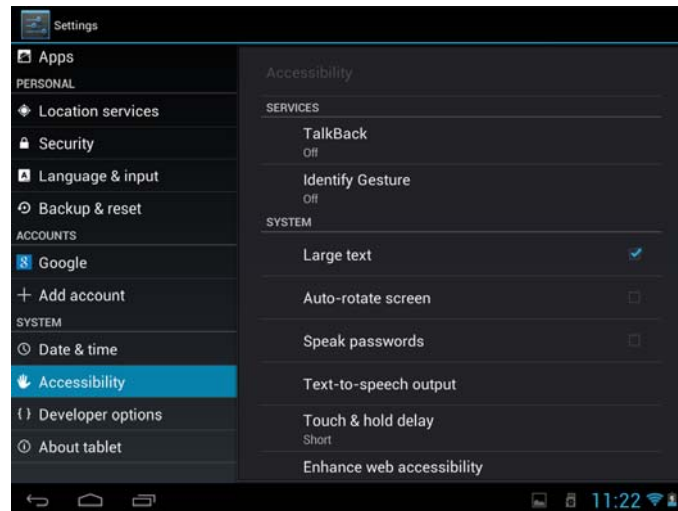 Settings
Apps
PERSONAL
Location services
Security
Language & input
Backup & reset
ACCOUNTS
Google
Add account
SYSTEM
Date & time
Accessibility
Developer options
About tablet
Accessibility
SERVICES
TalkBack
Off
Identify Gesture
Off
SYSTEM
Large text
Auto-rotate screen
Speak passwords
Text-to-speech output
Touch & hold delay
Short
Enhance web accessibility
11:22